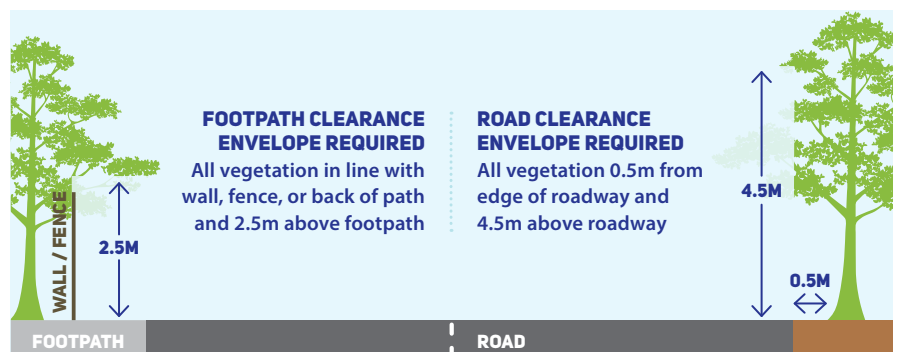 FOOTPATH CLEARANCE
ENVELOPE REQUIRED
All vegetation in line with
wall, fence, or back of path
and 2.5m above footpath
ROAD CLEARANCE
ENVELOPE REQUIRED
All vegetation 0.5m from
edge of roadway and
4.5m above roadway
WALL / FENCE
2.5M
4.5M
0.5M
FOOTPATH
ROAD